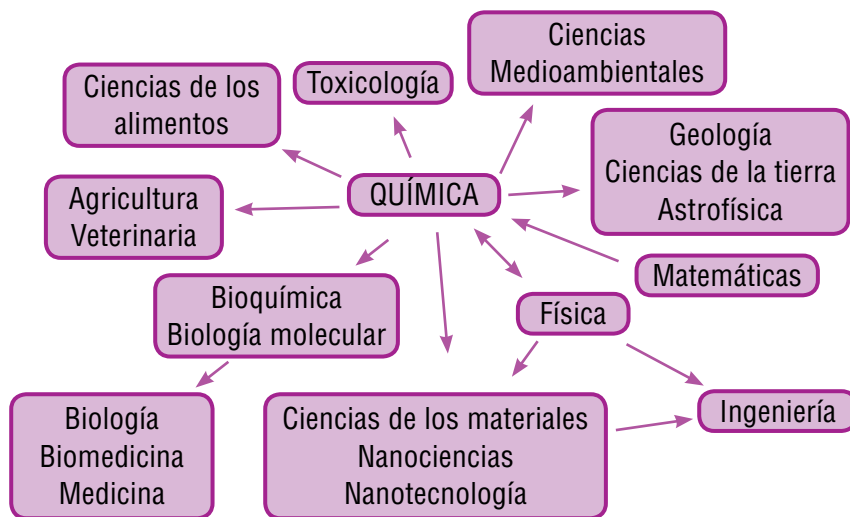 Ciencias
Medioambientales
Toxicología
Ciencias de los
alimentos
Geología
Ciencias de la tierra
Astrofísica
QUÍMICA
Agricultura
Veterinaria
Matemáticas
Bioquímica
Biología molecular
Física
Biología
Biomedicina
Medicina
Ciencias de los materiales
Nanociencias
Nanotecnología
Ingeniería